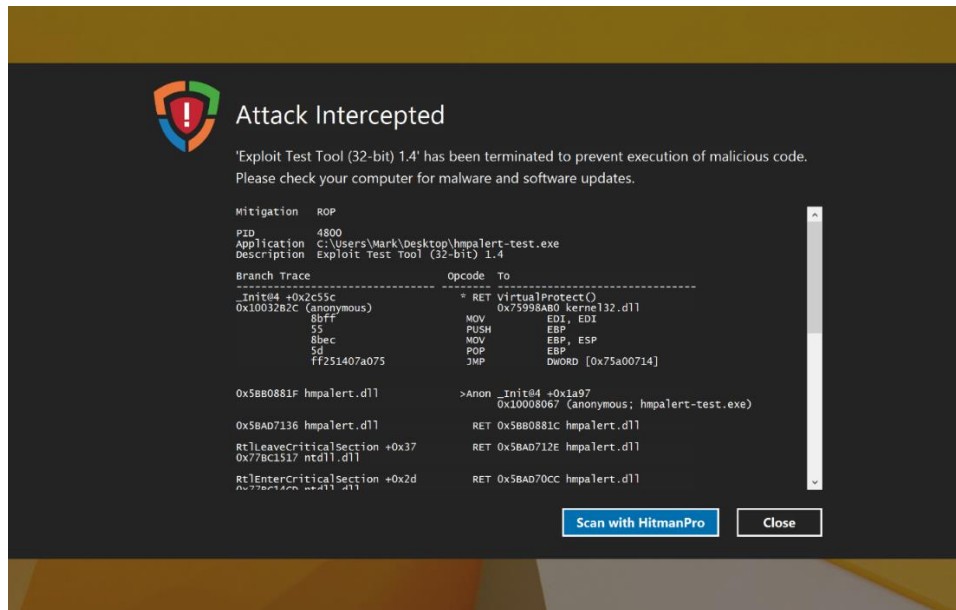 Attack Intercepted
'Exploit Test Tool (32-bit) 1.4' has been terminated to prevent execution of malicious code.
Please check your computer for malware and software updates.
Mitigation ROP
PID 4800
Application C:\Users\Mark\Desktop\hmpalert-test.exe
Description Exploit Test Tool (32-bit) 1.4
Branch Trace Opcode To
-------------------------------- -------- --------------------------------
_Init@4 +0x2c55c * RET VirtualProtect()
0x10032B2C (anonymous) 0x75998AB0 kernel32.dll
8bff MOV EDI, EDI
55 PUSH EBP
8bec MOV EBP, ESP
5d POP EBP
ff251407a075 JMP DWORD [0x75a00714]
0x5BB0881F hmpalert.dll >Anon _Init@4 +0x1a97
0x10008067 (anonymous; hmpalert-test.exe)
0x5BAD7136 hmpalert.dll RET 0x5BB0881C hmpalert.dll
RtlLeaveCriticalSection +0x37 RET 0x5BAD712E hmpalert.dll
0x77BC1517 ntdll.dll
RtlEnterCriticalSection +0x2d RET 0x5BAD70CC hmpalert.dll
0x77BC14CD ntdll.dll
Scan with HitmanPro Close